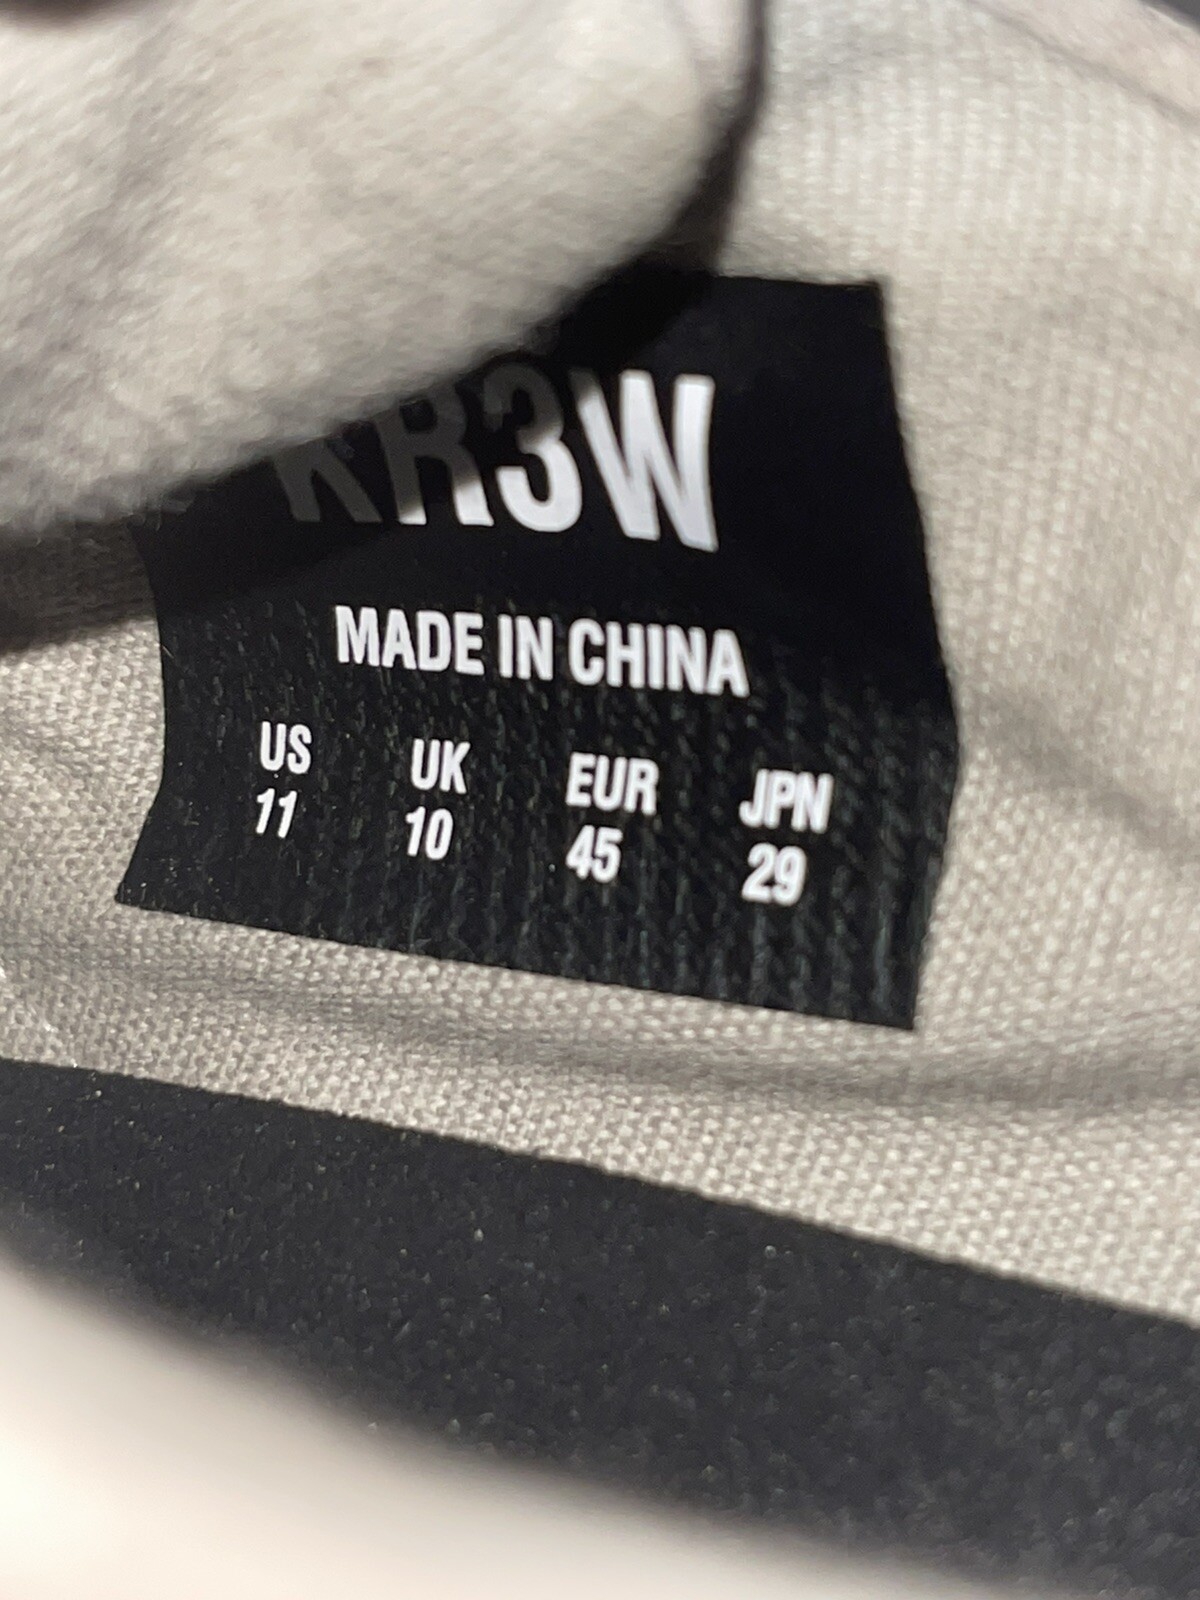 KR3W
MADE IN CHINA
US UK EUR JPN
11 10 45 29